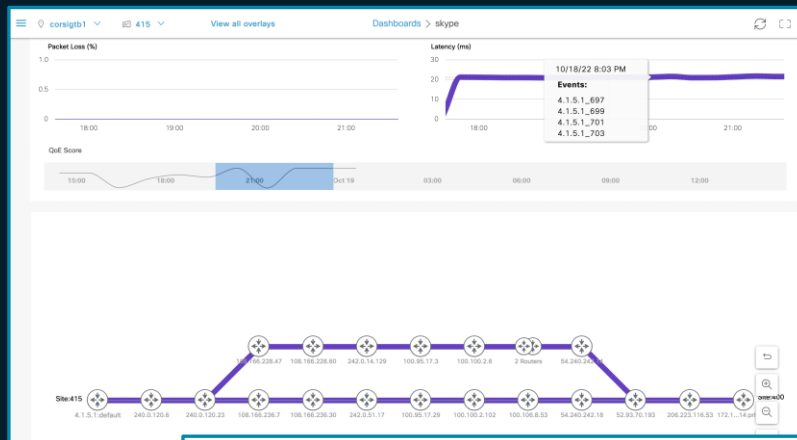 corsigtb1 415 View all overlays Dashboards > skype
Packet Loss (%)
1.0
0.5
0
18:00 19:00 20:00 21:00
Latency (ms)
30
20
10
0
18:00 21:00
10/18/22 8:03 PM
Events:
4.1.5.1_697
4.1.5.1_699
4.1.5.1_701
4.1.5.1_703
QoE Score
15:00 18:00 21:00 Oct 19 03:00 06:00 09:00 12:00
108.166.228.60 242.0.14.129 100.95.17.3 100.100.2.6 2 Routers
Site:415
4.1.5.1:default 240.0.120.6 240.0.120.23 108.166.236.7 108.166.236.30 242.0.51.17 100.95.17.29 100.100.2.102 100.106.8.53 54.240.242.18 52.93.70.193 206.223.116.53